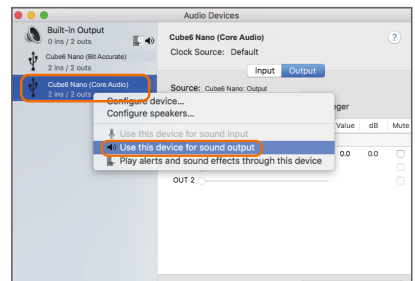 Audio Devices
Built-in Output
0 ins / 2 outs
Cube6 Nano (Bit Accurate)
2 ins / 2 outs
Cube6 Nano (Core Audio)
2 ins / 2 outs
Cube6 Nano (Core Audio)
?
Clock Source: Default
Input Output
Source: Cube6 Nano: Output
Configure device...
Configure speakers...
Use this device for sound input
Use this device for sound output
Play alerts and sound effects through this device
eger
Value dB Mute
0.0 0.0
OUT 2